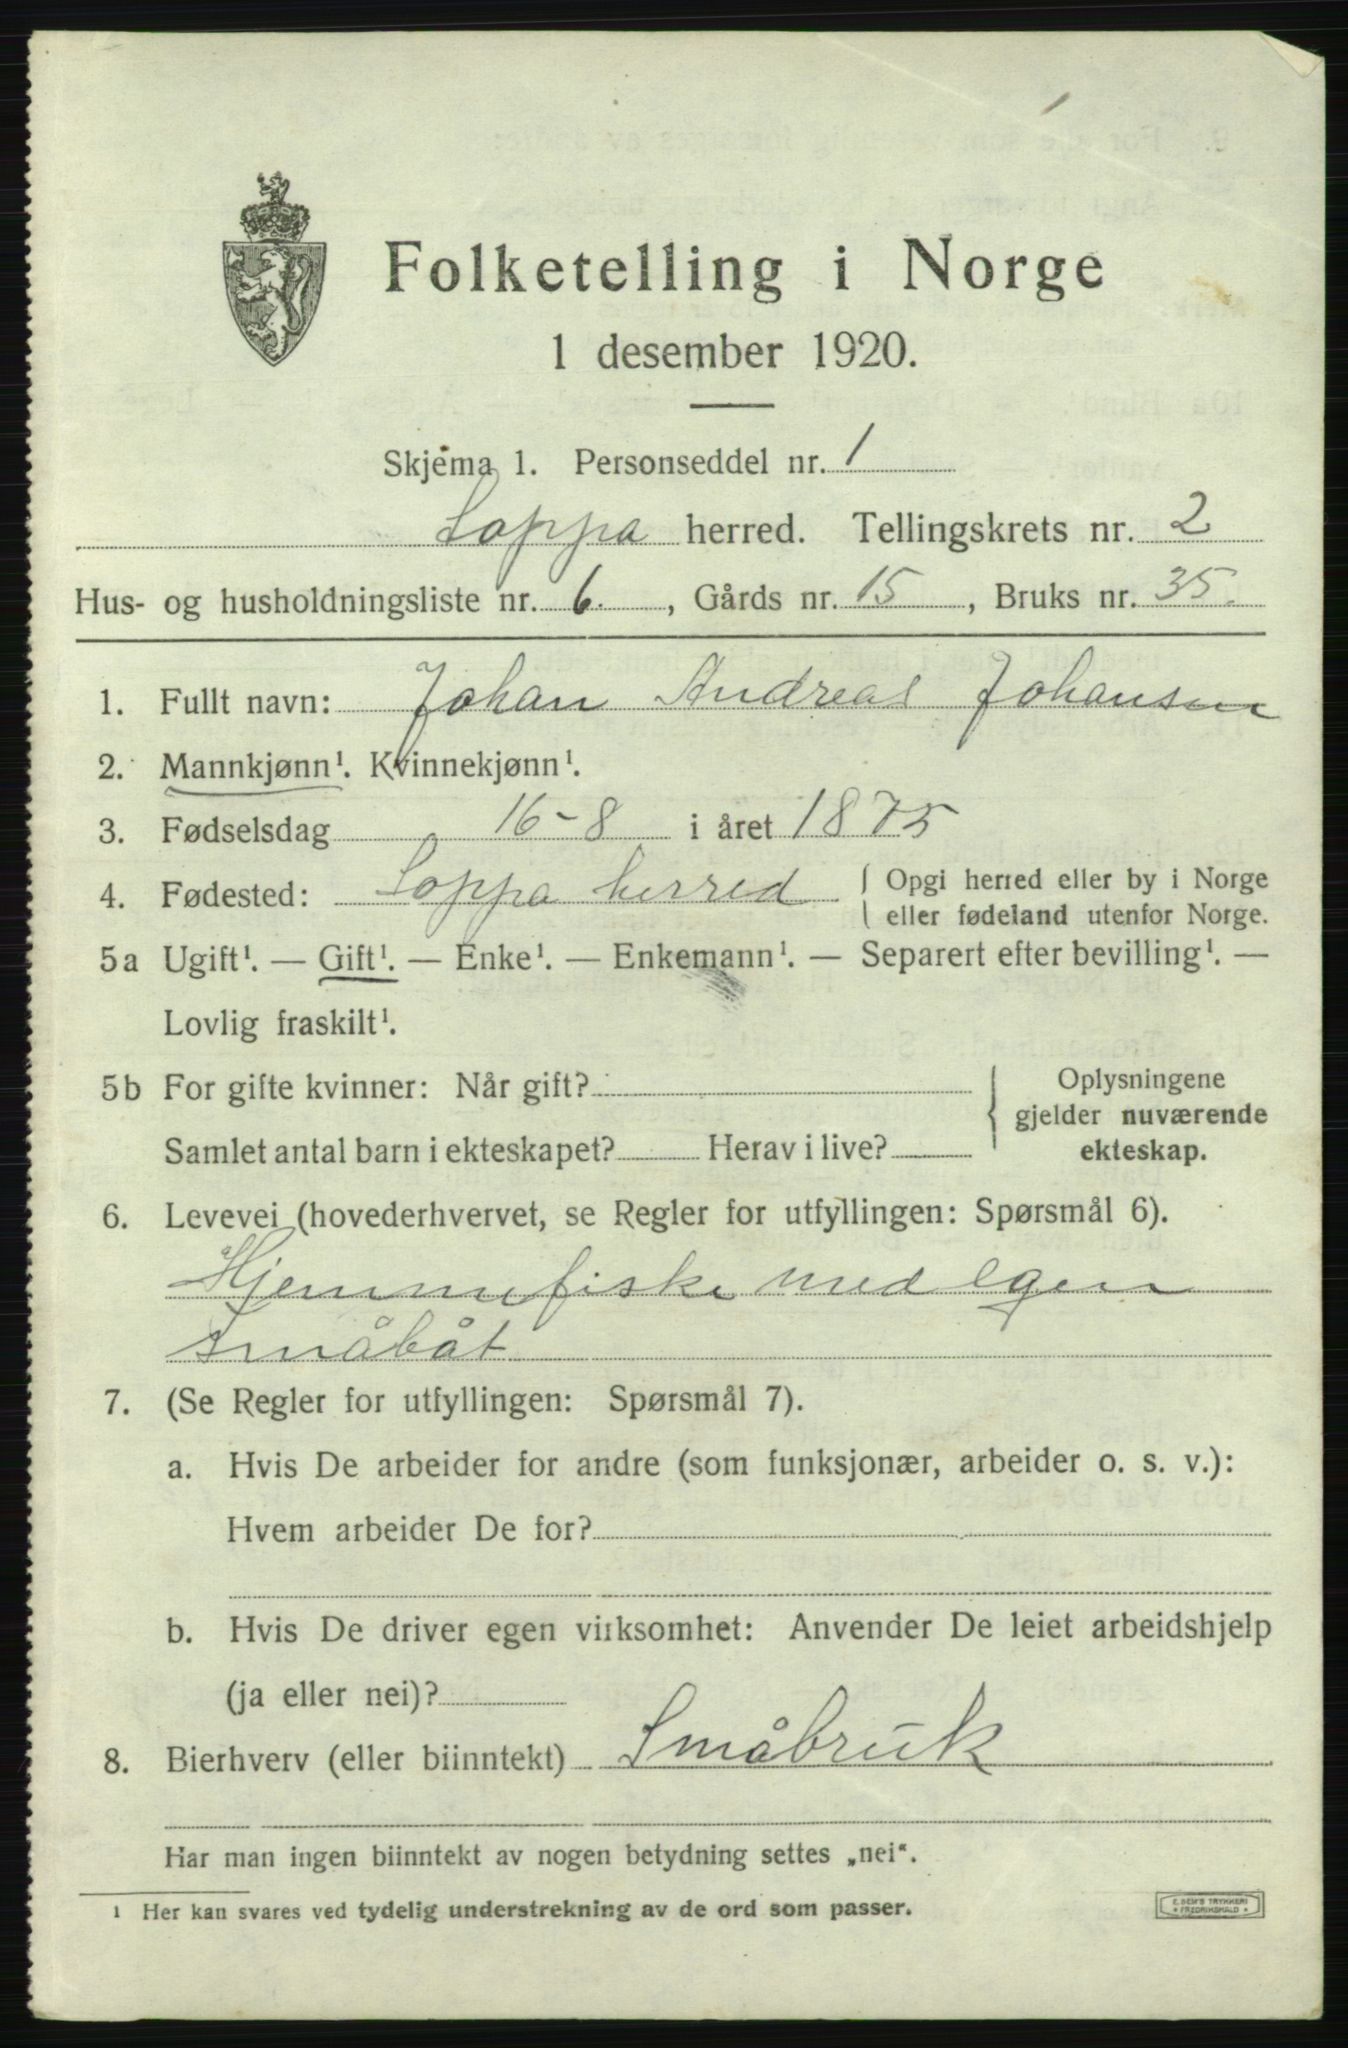 Folketelling i Norge
1 desember 1920.
Skjema 1. Personseddel nr. 1
Loppa herred. Tellingskrets nr. 2
Hus- og husholdningsliste nr. 6. , Gårds nr. 15 , Bruks nr. 35.
1. Fullt navn: Johan Andreas Johansen
2. Mannkjønn¹. Kvinnekjønn¹.
3. Fødselsdag 16-8 i året 1875
4. Fødested: Loppa herred { Opgi herred eller by i Norge
eller fødeland utenfor Norge.
5a Ugift¹. — Gift¹. — Enke¹. — Enkemann¹. — Separert efter bevilling¹. —
Lovlig fraskilt¹.
5b For gifte kvinner: Når gift? { Oplysningene
gjelder nuværende
Samlet antal barn i ekteskapet? Herav i live? ekteskap.
6. Levevei (hovederhvervet, se Regler for utfyllingen: Spørsmål 6).
Hjemmefiske med egen
småbåt
7. (Se Regler for utfyllingen: Spørsmål 7).
a. Hvis De arbeider for andre (som funksjonær, arbeider o. s. v.):
Hvem arbeider De for?
b. Hvis De driver egen virksomhet: Anvender De leiet arbeidshjelp
(ja eller nei)?
8. Bierhverv (eller biinntekt) Småbruk
Har man ingen biinntekt av nogen betydning settes „nei“.
¹ Her kan svares ved tydelig understrekning av de ord som passer.
E. SEM'S TRYKKERI
* FREDRIKSHALD *